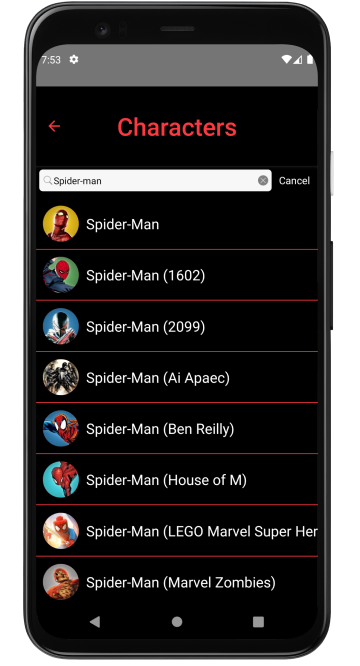 7:53
Characters
Spider-man Cancel
Spider-Man
Spider-Man (1602)
Spider-Man (2099)
Spider-Man (Ai Apaec)
Spider-Man (Ben Reilly)
Spider-Man (House of M)
Spider-Man (LEGO Marvel Super Her
Spider-Man (Marvel Zombies)